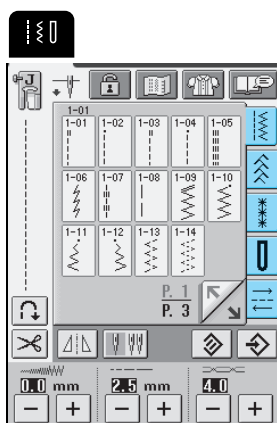 J
1-01
1-01 1-02 1-03 1-04 1-05
1-06 1-07 1-08 1-09 1-10
1-11 1-12 1-13 1-14
P. 1
P. 3
0.0 mm 2.5 mm 4.0
- + - + - +